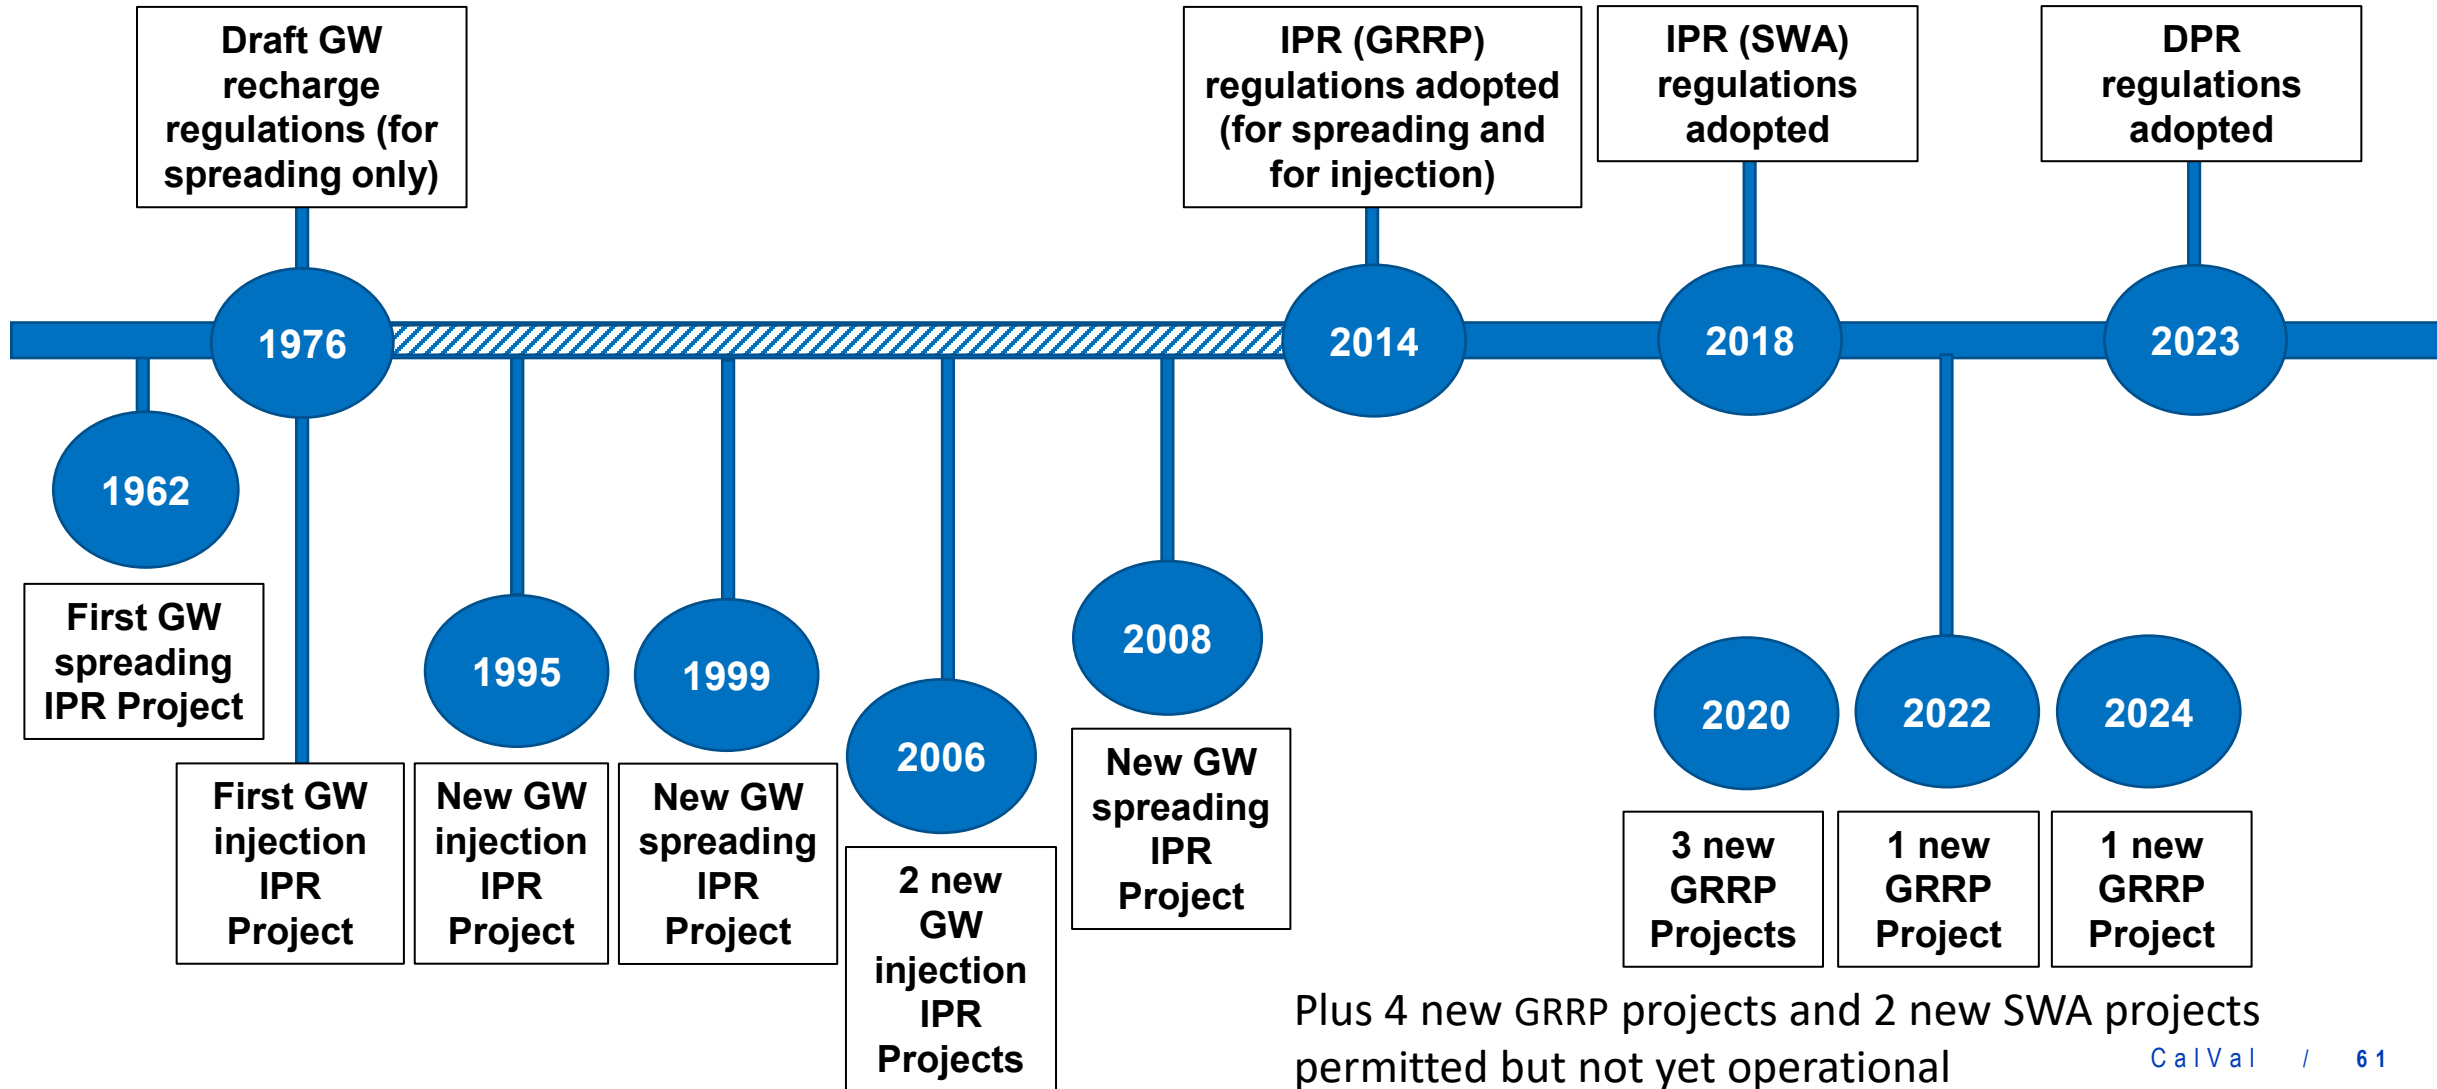 Draft GW
recharge
regulations (for
spreading only)
IPR (GRRP)
regulations adopted
(for spreading and
for injection)
IPR (SWA)
regulations
adopted
DPR
regulations
adopted
1976
2014
2018
2023
1962
First GW
spreading
IPR Project
First GW
injection
IPR
Project
1995
New GW
injection
IPR
Project
1999
New GW
spreading
IPR
Project
2006
2 new
GW
injection
IPR
Projects
2008
New GW
spreading
IPR
Project
2020
3 new
GRRP
Projects
2022
1 new
GRRP
Project
2024
1 new
GRRP
Project
Plus 4 new GRRP projects and 2 new SWA projects
permitted but not yet operational
CalVal / 61